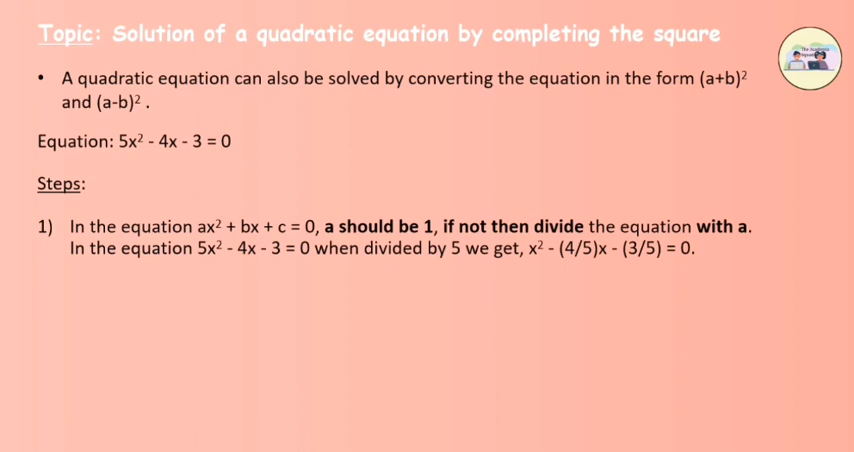 Topic: Solution of a quadratic equation by completing the square
• A quadratic equation can also be solved by converting the equation in the form (a+b)²
and (a-b)² .
Equation: 5x² - 4x - 3 = 0
Steps:
1) In the equation ax² + bx + c = 0, a should be 1, if not then divide the equation with a.
In the equation 5x² - 4x - 3 = 0 when divided by 5 we get, x² - (4/5)x - (3/5) = 0.